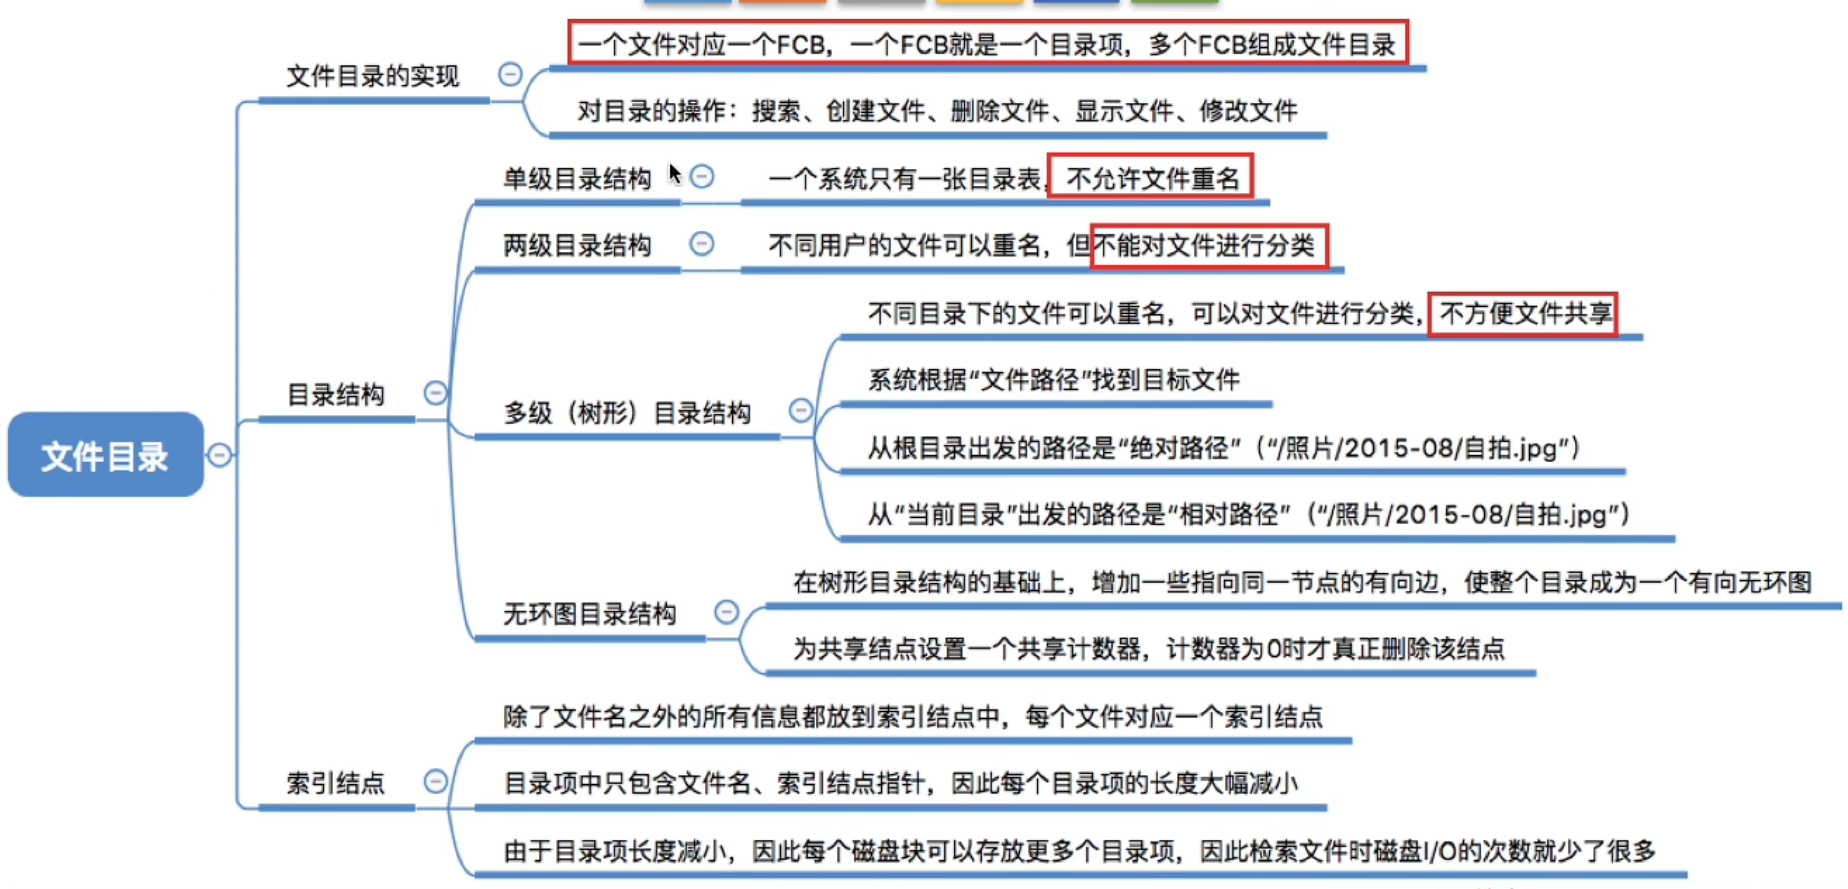 一个文件对应一个FCB，一个FCB就是一个目录项，多个FCB组成文件目录
文件目录的实现
对目录的操作：搜索、创建文件、删除文件、显示文件、修改文件
单级目录结构
一个系统只有一张目录表，不允许文件重名
两级目录结构
不同用户的文件可以重名，但不能对文件进行分类
不同目录下的文件可以重名，可以对文件进行分类，不方便文件共享
系统根据“文件路径”找到目标文件
目录结构
多级（树形）目录结构
从根目录出发的路径是“绝对路径”（“/照片/2015-08/自拍.jpg”）
文件目录
从“当前目录”出发的路径是“相对路径”（“/照片/2015-08/自拍.jpg”）
在树形目录结构的基础上，增加一些指向同一节点的有向边，使整个目录成为一个有向无环图
无环图目录结构
为共享结点设置一个共享计数器，计数器为0时才真正删除该结点
除了文件名之外的所有信息都放到索引结点中，每个文件对应一个索引结点
索引结点
目录项中只包含文件名、索引结点指针，因此每个目录项的长度大幅减小
由于目录项长度减小，因此每个磁盘块可以存放更多个目录项，因此检索文件时磁盘I/O的次数就少了很多